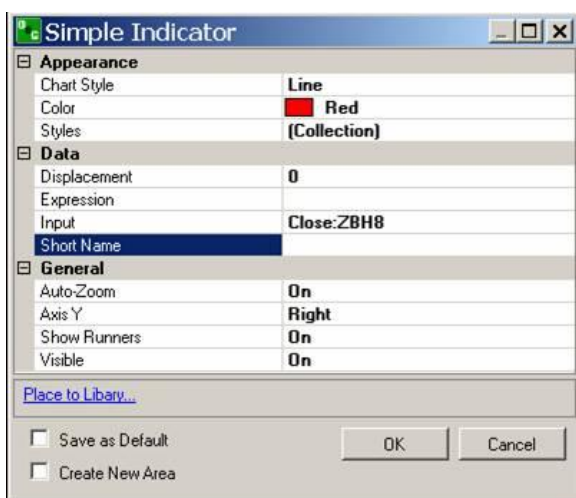 Simple Indicator
Appearance
Chart Style Line
Color Red
Styles (Collection)
Data
Displacement 0
Expression
Input Close:ZBH8
Short Name
General
Auto-Zoom On
Axis Y Right
Show Runners On
Visible On
Place to Libary...
Save as Default OK Cancel
Create New Area